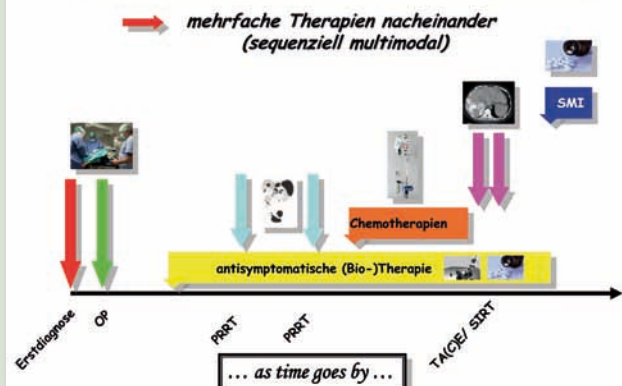 mehrfache Therapien nacheinander
(sequenziell multimodal)
SMI
Chemotherapien
antisymptomatische (Bio-)Therapie
Erstdiagnose
OP
PRRT
PRRT
TA(C)E/ SIRT
... as time goes by ...